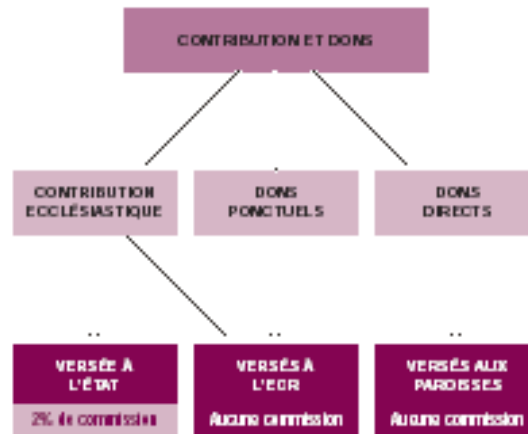 CONTRIBUTION ET DONS
CONTRIBUTION
ECCLÉSIASTIQUE
DONS
PONCTUELS
DONS
DIRECTS
VERSÉE À
L'ÉTAT
2% de commission
VERSÉS À
L'ECR
Aucune commission
VERSÉS AUX
PAROISSES
Aucune commission